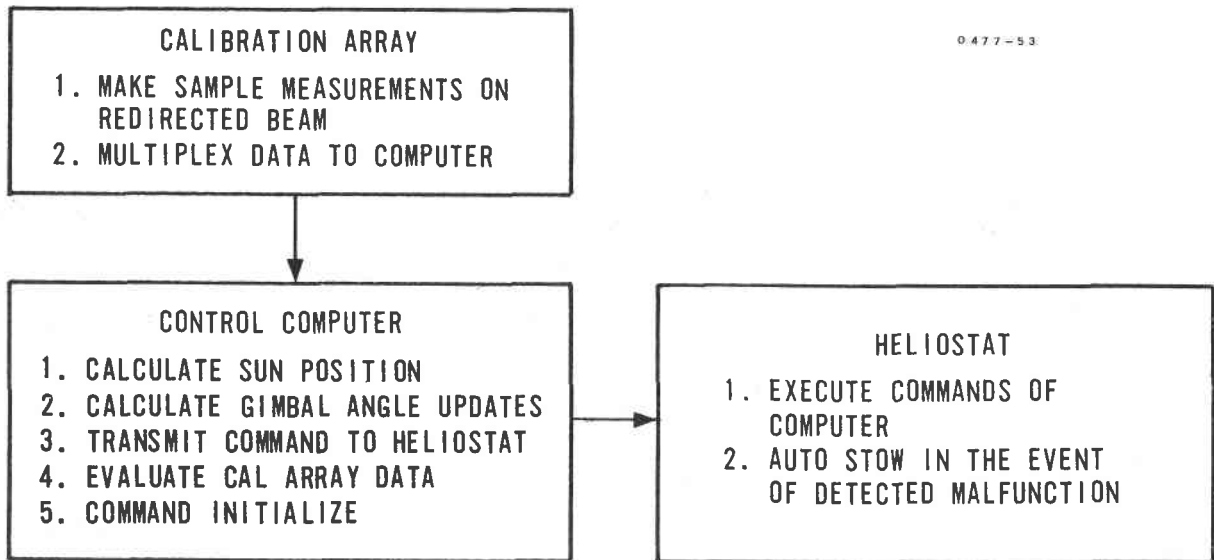 0477-53
CALIBRATION ARRAY
1. MAKE SAMPLE MEASUREMENTS ON
REDIRECTED BEAM
2. MULTIPLEX DATA TO COMPUTER
CONTROL COMPUTER
1. CALCULATE SUN POSITION
2. CALCULATE GIMBAL ANGLE UPDATES
3. TRANSMIT COMMAND TO HELIOSTAT
4. EVALUATE CAL ARRAY DATA
5. COMMAND INITIALIZE
HELIOSTAT
1. EXECUTE COMMANDS OF
COMPUTER
2. AUTO STOW IN THE EVENT
OF DETECTED MALFUNCTION